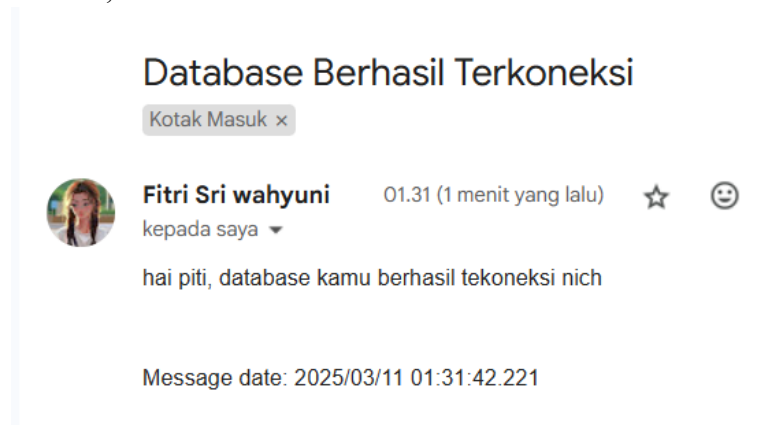 Database Berhasil Terkoneksi
Kotak Masuk ×
Fitri Sri wahyuni 01.31 (1 menit yang lalu)
kepada saya
hai piti, database kamu berhasil tekoneksi nich
Message date: 2025/03/11 01:31:42.221